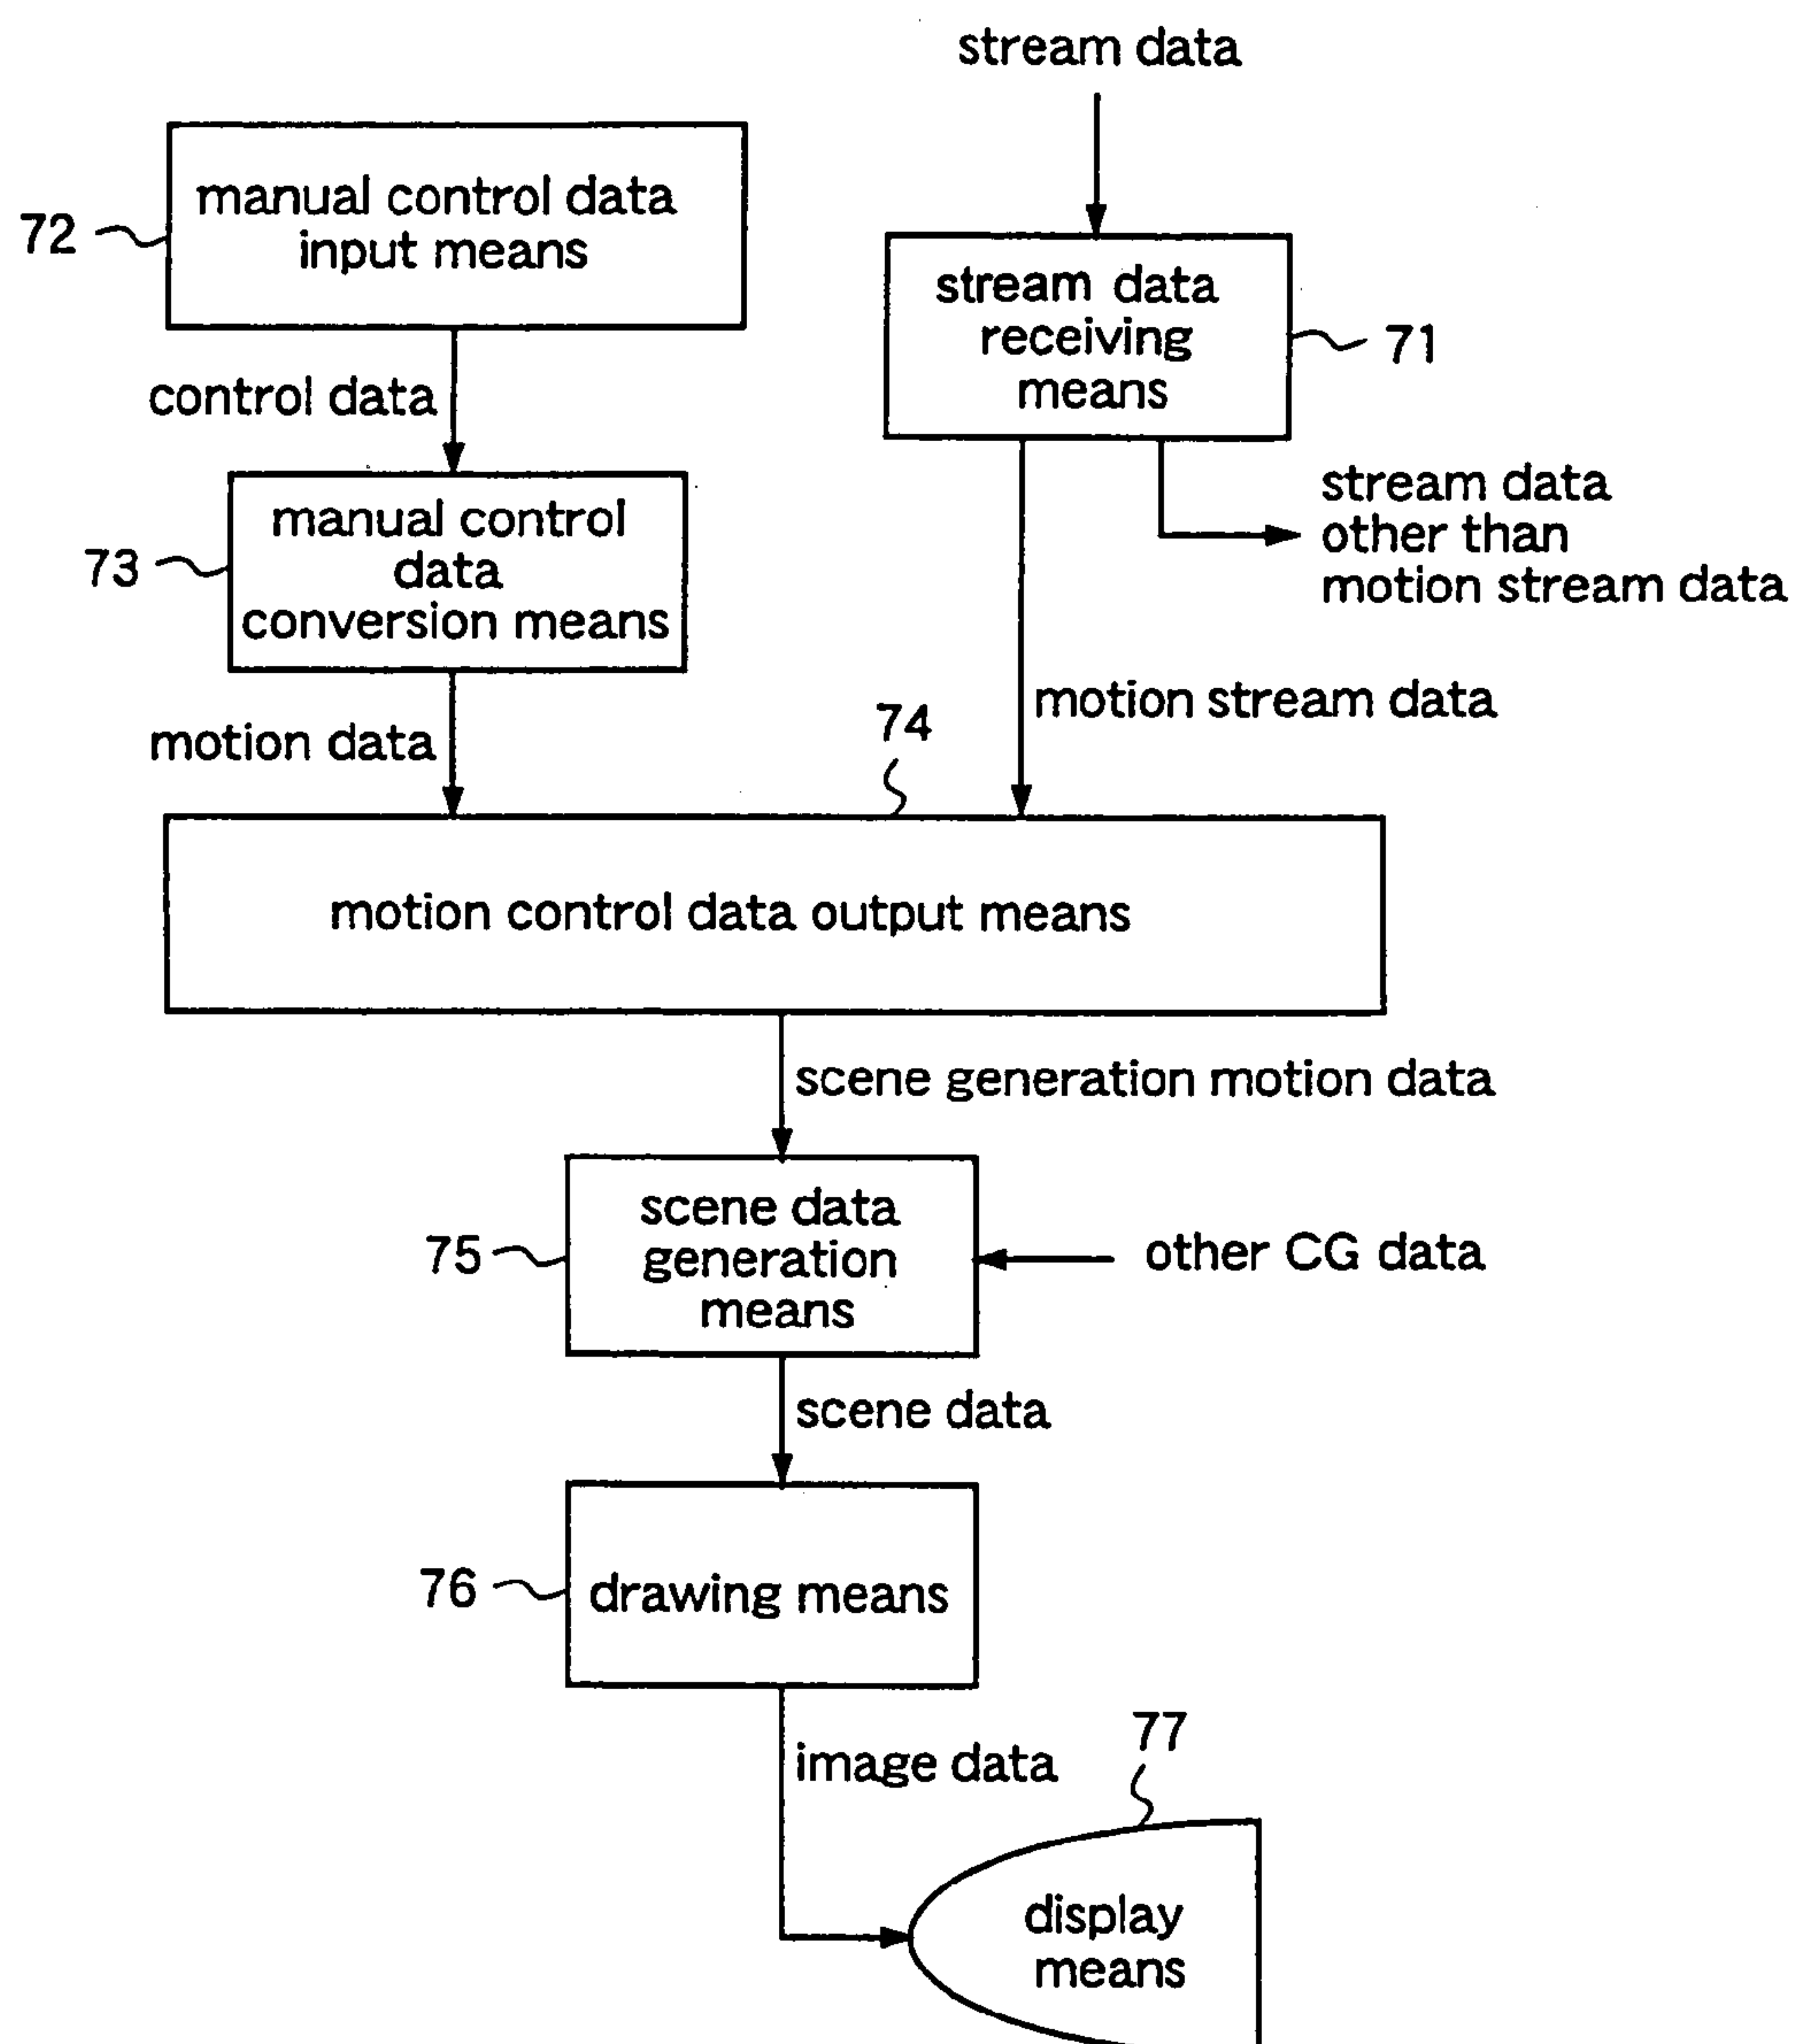 stream data
manual control data
input means
72
stream data
receiving
means
71
control data
stream data
other than
motion stream data
manual control
data
conversion means
73
motion stream data
74
motion data
motion control data output means
scene generation motion data
scene data
generation
means
75
other CG data
scene data
76
drawing means
77
image data
display
means